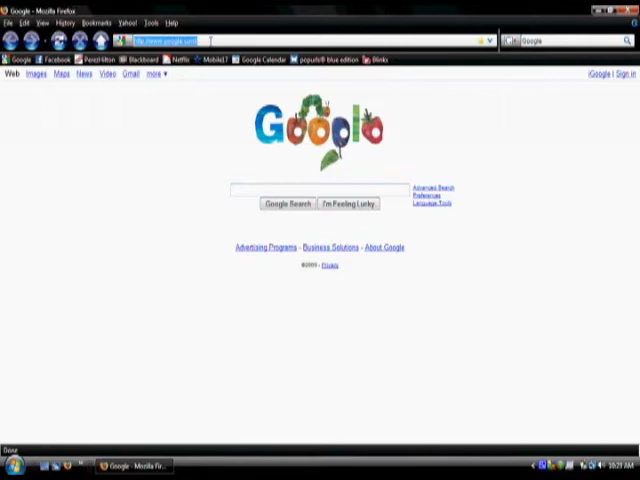 Google - Mozilla Firefox
File Edit View History Bookmarks Yahoo! Tools Help
http://www.google.com/
Google
Google Facebook PerezHilton Blackboard Netflix Mobile17 Google Calendar popurls® blue edition Blinks
Web Images Maps News Video Gmail more ▼
iGoogle | Sign in
Google
Advanced Search
Preferences
Language Tools
Google Search I'm Feeling Lucky
Advertising Programs - Business Solutions - About Google
©2009 - Privacy
Done
Google - Mozilla Fir...
10:25 AM